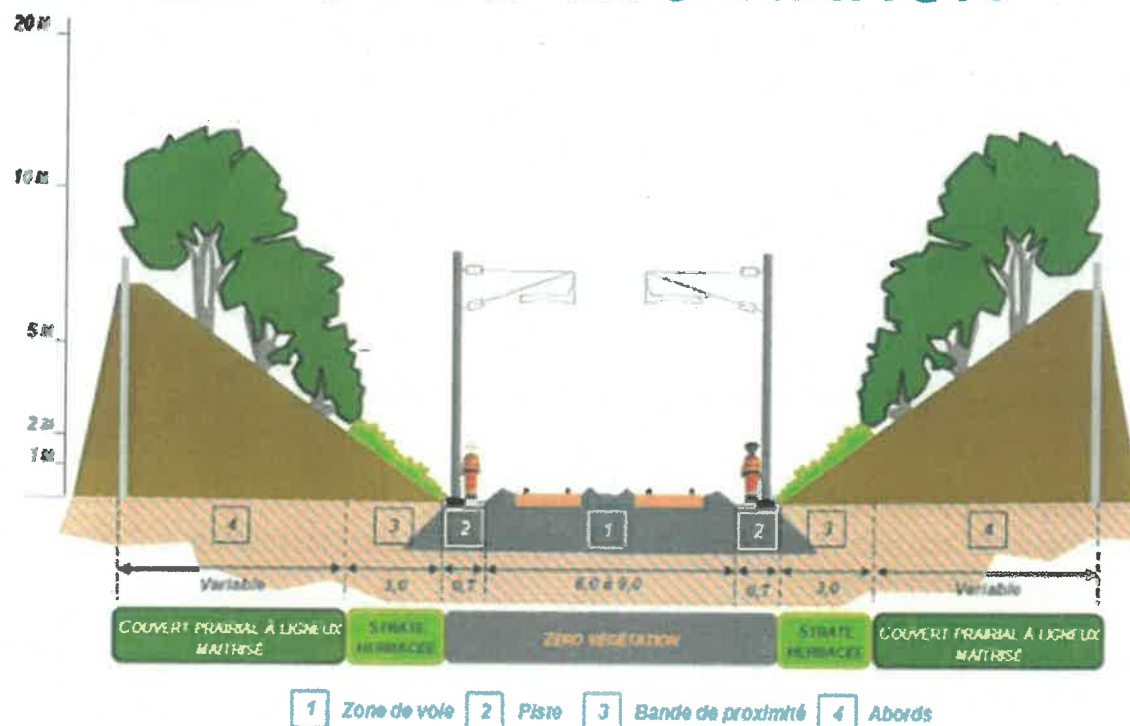 20 M
10 M
5 M
2 M
1 M
4 3 2 1 2 3 4
Variable 3,0 0,7 6,0 à 9,0 0,7 3,0 Variable
COUVERT PRAIRIAL À LIGNEUX
MAITRISÉ
STRATE
HERBACÉE
ZÉRO VÉGÉTATION
STRATE
HERBACÉE
COUVERT PRAIRIAL À LIGNEUX
MAITRISÉ
1 Zone de voie 2 Piste 3 Bande de proximité 4 Abords